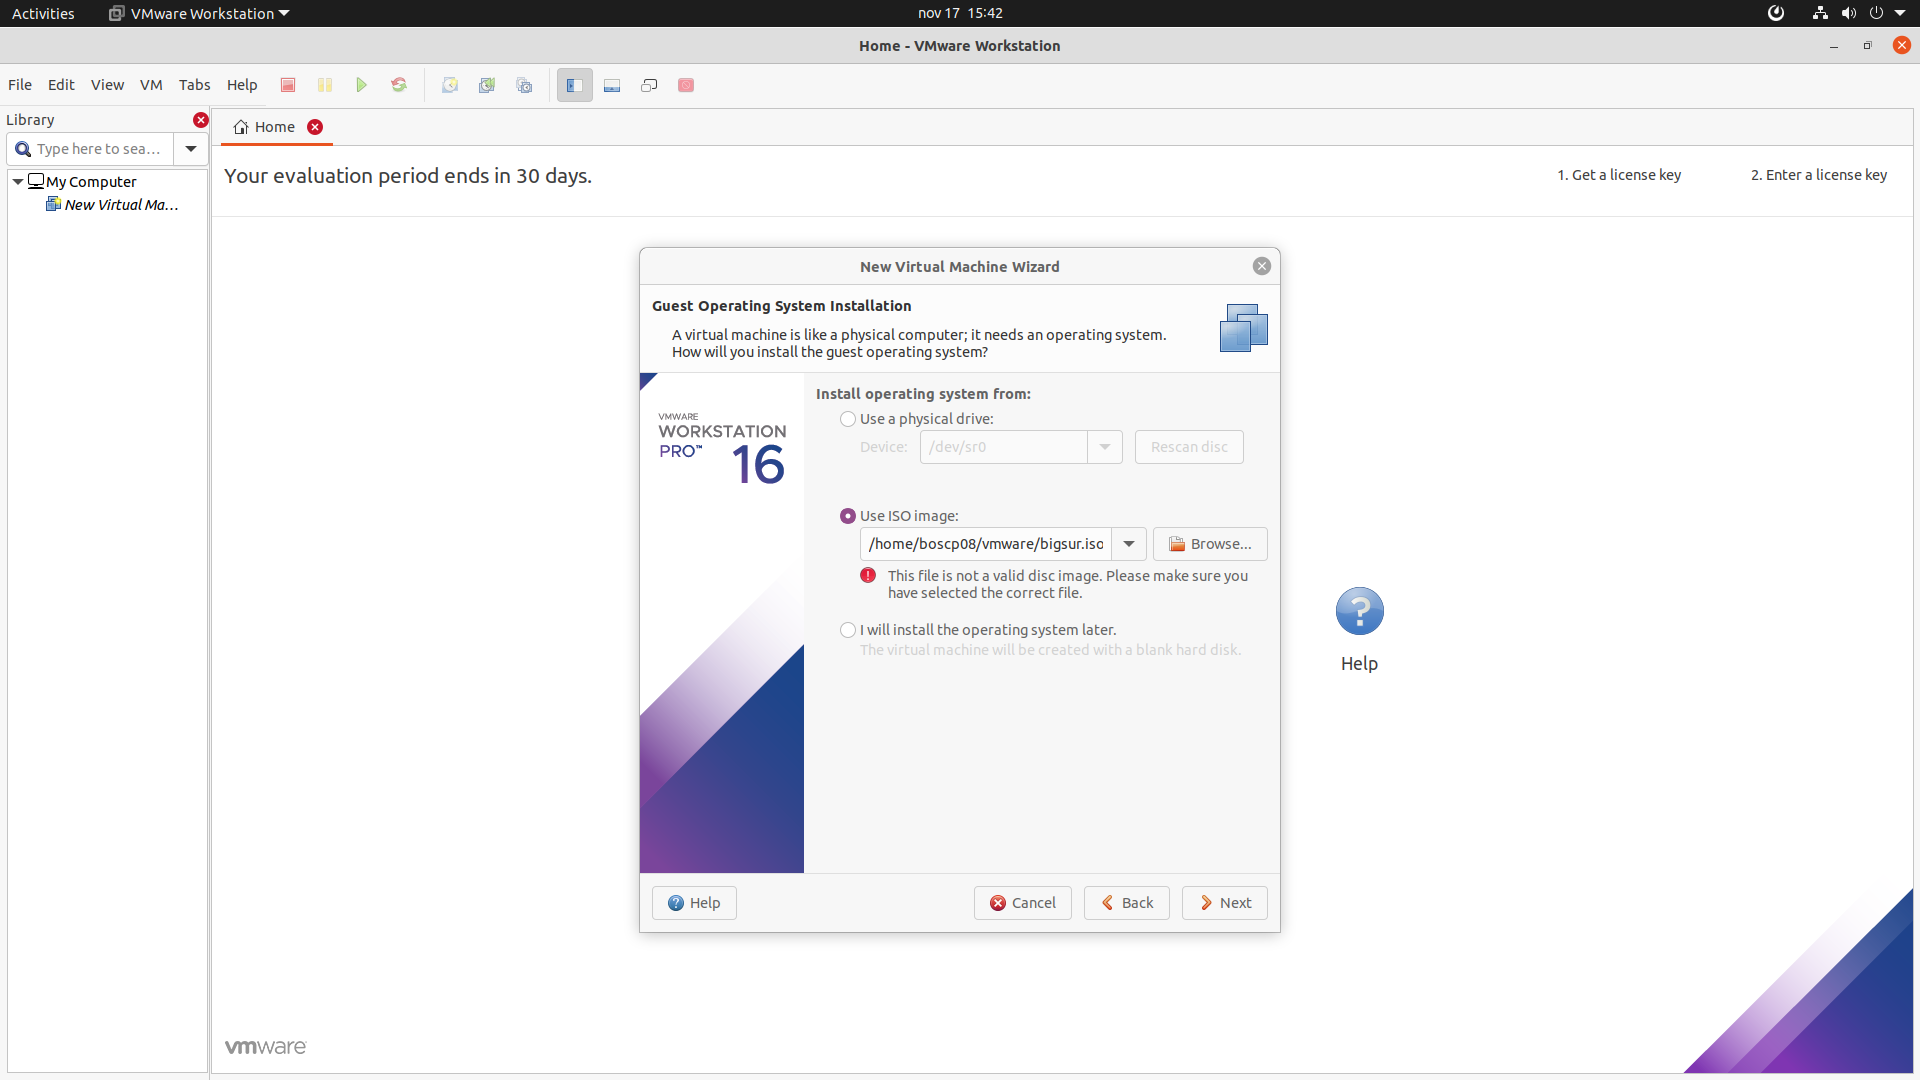 Activities
VMware Workstation
nov 17 15:42
Home - VMware Workstation
File Edit View VM Tabs Help
Library
Type here to sea...
My Computer
New Virtual Ma...
Home
Your evaluation period ends in 30 days.
1. Get a license key
2. Enter a license key
New Virtual Machine Wizard
Guest Operating System Installation
A virtual machine is like a physical computer; it needs an operating system.
How will you install the guest operating system?
VMWARE
WORKSTATION
PRO™ 16
Install operating system from:
Use a physical drive:
Device: /dev/sr0 Rescan disc
Use ISO image:
/home/boscp08/vmware/bigsur.iso Browse...
This file is not a valid disc image. Please make sure you
have selected the correct file.
I will install the operating system later.
The virtual machine will be created with a blank hard disk.
Help Cancel Back Next
Help
vmware